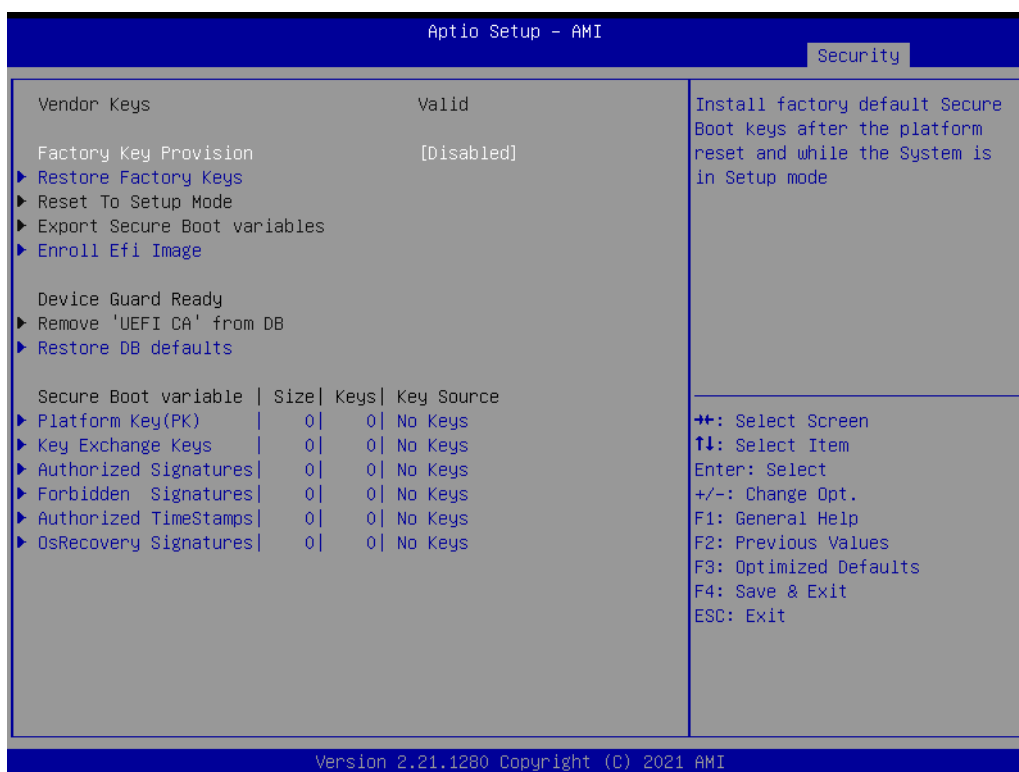 Aptio Setup – AMI
Security
Vendor Keys Valid
Factory Key Provision [Disabled]
▶ Restore Factory Keys
▶ Reset To Setup Mode
▶ Export Secure Boot variables
▶ Enroll Efi Image
Device Guard Ready
▶ Remove 'UEFI CA' from DB
▶ Restore DB defaults
Secure Boot variable | Size| Keys| Key Source
▶ Platform Key(PK) | 0| 0| No Keys
▶ Key Exchange Keys | 0| 0| No Keys
▶ Authorized Signatures| 0| 0| No Keys
▶ Forbidden Signatures| 0| 0| No Keys
▶ Authorized TimeStamps| 0| 0| No Keys
▶ OsRecovery Signatures| 0| 0| No Keys
Install factory default Secure
Boot keys after the platform
reset and while the System is
in Setup mode
→←: Select Screen
↑↓: Select Item
Enter: Select
+/-: Change Opt.
F1: General Help
F2: Previous Values
F3: Optimized Defaults
F4: Save & Exit
ESC: Exit
Version 2.21.1280 Copyright (C) 2021 AMI